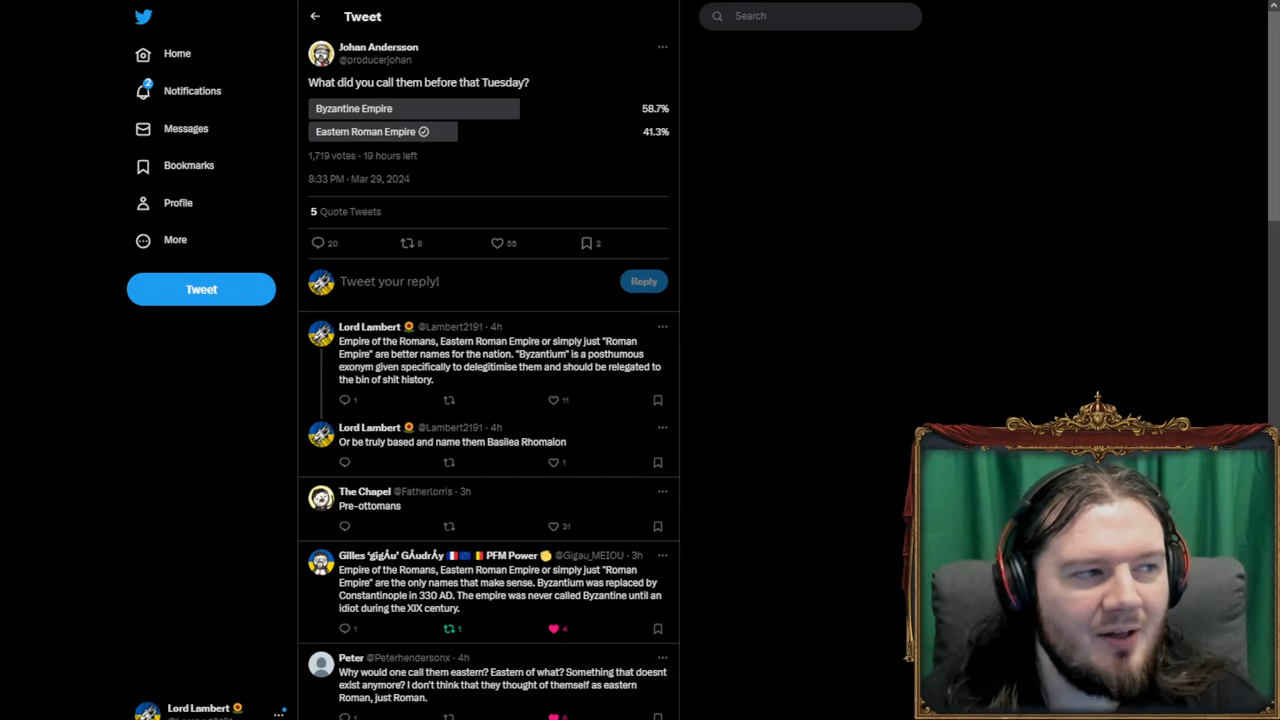 Tweet
Search
Home
Notifications
2
Messages
Bookmarks
Profile
More
Tweet
Johan Andersson
@producerjohan
What did you call them before that Tuesday?
Byzantine Empire 58.7%
Eastern Roman Empire 41.3%
1,719 votes · 19 hours left
8:33 PM · Mar 29, 2024
5 Quote Tweets
20 8 55 2
Tweet your reply!
Reply
Lord Lambert 🌻 @Lambert2191 · 4h
Empire of the Romans, Eastern Roman Empire or simply just "Roman
Empire" are better names for the nation. "Byzantium" is a posthumous
exonym given specifically to delegitimise them and should be relegated to
the bin of shit history.
1 11
Lord Lambert 🌻 @Lambert2191 · 4h
Or be truly based and name them Basilea Rhomaion
1
The Chapel @Fatherlorris · 3h
Pre-ottomans
31
Gilles ‘gigÅu’ GÅudrÅy 🇫🇷🇪🇺🇧🇪 PFM Power ✊ @Gigau_MEIOU · 3h
Empire of the Romans, Eastern Roman Empire or simply just "Roman
Empire" are the only names that make sense. Byzantium was replaced by
Constantinople in 330 AD. The empire was never called Byzantine until an
idiot during the XIX century.
1 1 4
Peter @Peterhendersonx · 4h
Why would one call them eastern? Eastern of what? Something that doesnt
exist anymore? I don't think that they thought of themself as eastern
Roman, just Roman.
Lord Lambert 🌻